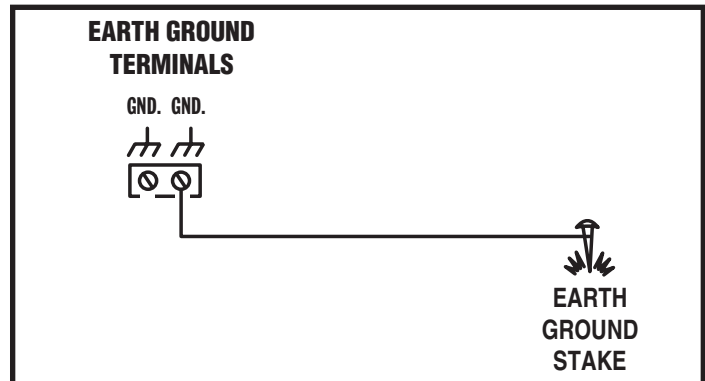 EARTH GROUND
TERMINALS
GND. GND.
EARTH
GROUND
STAKE